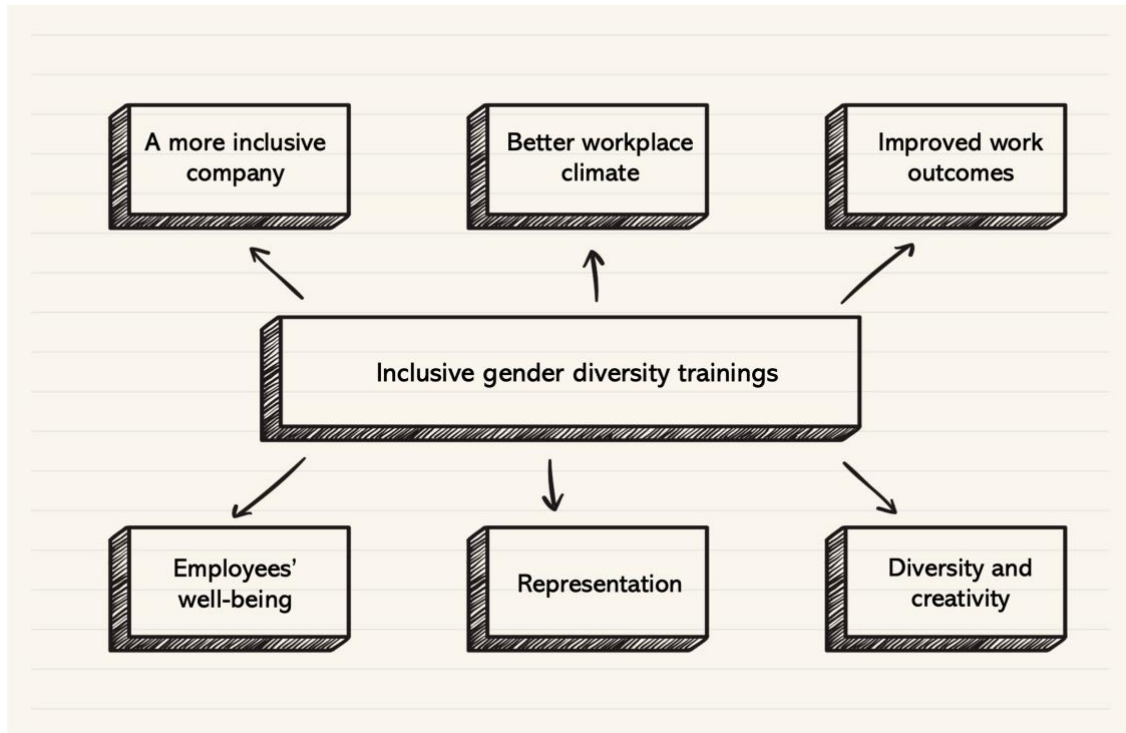 A more inclusive
company
Better workplace
climate
Improved work
outcomes
Inclusive gender diversity trainings
Employees’
well-being
Representation
Diversity and
creativity